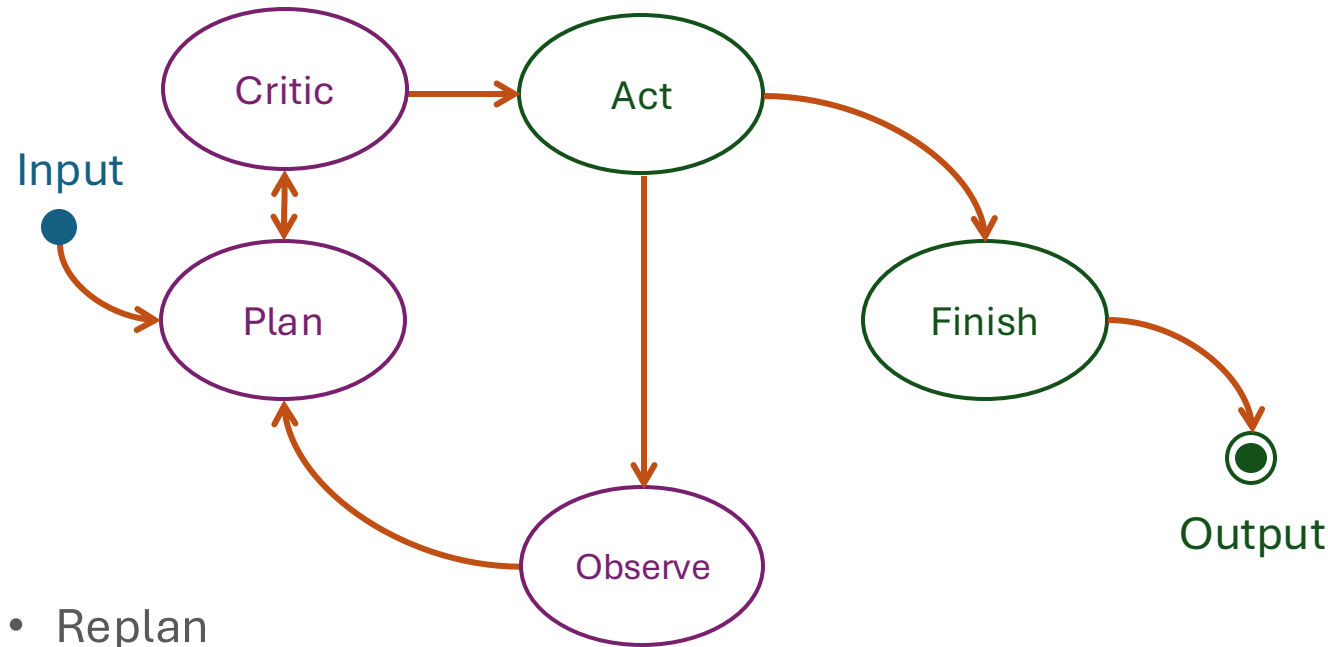 Critic
Act
Input
Plan
Finish
Output
Observe
• Replan